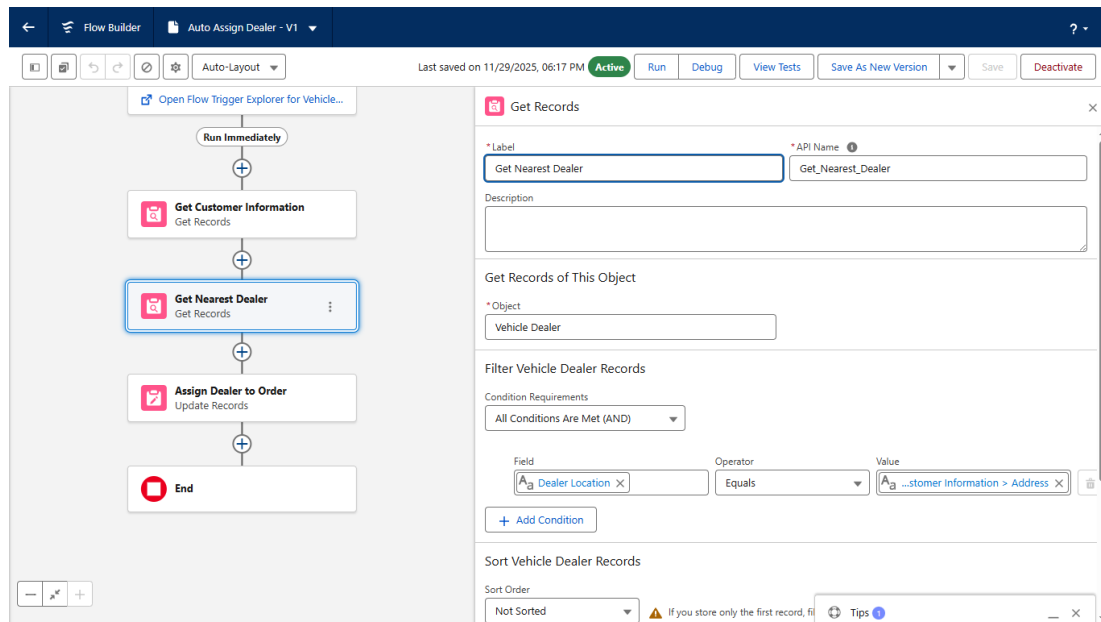 Flow Builder
Auto Assign Dealer - V1
?
Auto-Layout
Last saved on 11/29/2025, 06:17 PM
Active
Run
Debug
View Tests
Save As New Version
Save
Deactivate
Open Flow Trigger Explorer for Vehicle...
Run Immediately
Get Customer Information
Get Records
Get Nearest Dealer
Get Records
Assign Dealer to Order
Update Records
End
Get Records
* Label
* API Name
Get Nearest Dealer
Get_Nearest_Dealer
Description
Get Records of This Object
* Object
Vehicle Dealer
Filter Vehicle Dealer Records
Condition Requirements
All Conditions Are Met (AND)
Field
Operator
Value
Aa Dealer Location
Equals
Aa ...stomer Information > Address
+ Add Condition
Sort Vehicle Dealer Records
Sort Order
Not Sorted
If you store only the first record, fil
Tips 1